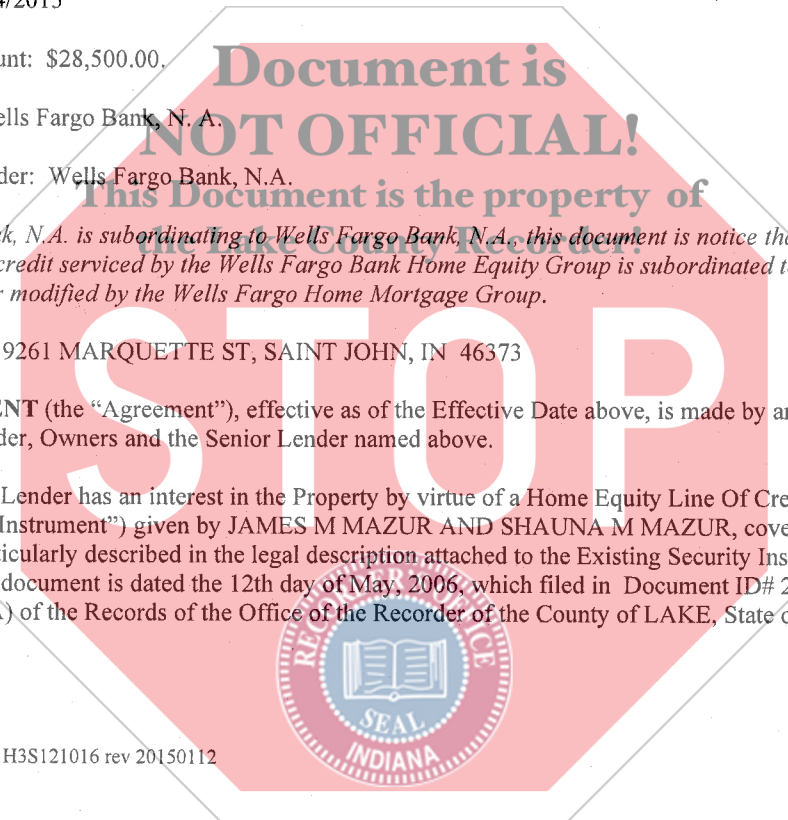 4/2015
unt: $28,500.00.
Document is
ells Fargo Bank, N. A.
NOT OFFICIAL!
der: Wells Fargo Bank, N.A.
This Document is the property of
the Lake County Recorder!
k, N.A. is subordinating to Wells Fargo Bank, N.A., this document is notice tha
credit serviced by the Wells Fargo Bank Home Equity Group is subordinated t
r modified by the Wells Fargo Home Mortgage Group.
STOP
9261 MARQUETTE ST, SAINT JOHN, IN 46373
ENT (the “Agreement”), effective as of the Effective Date above, is made by an
der, Owners and the Senior Lender named above.
Lender has an interest in the Property by virtue of a Home Equity Line Of Cre
Instrument”) given by JAMES M MAZUR AND SHAUNA M MAZUR, cove
ticularly described in the legal description attached to the Existing Security Ins
document is dated the 12th day of May, 2006, which filed in Document ID# 2
A) of the Records of the Office of the Recorder of the County of LAKE, State o
SEAL
INDIANA
H3S121016 rev 20150112